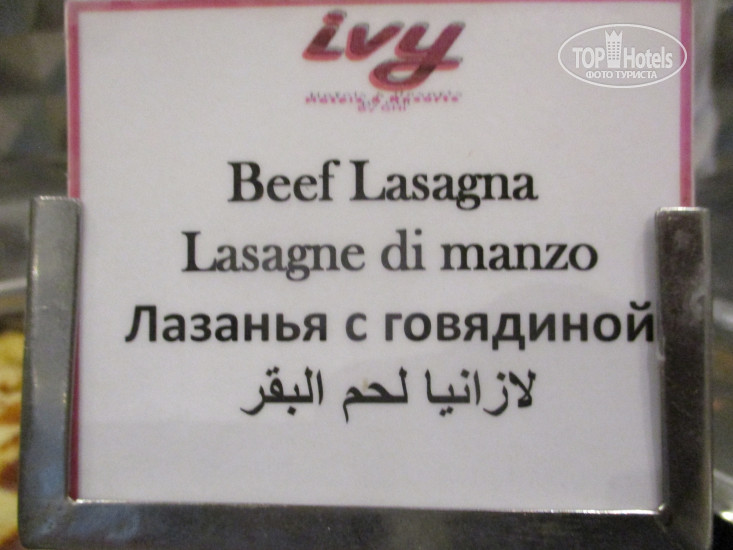 ivy
TOP Hotels
ФОТО ТУРИСТА
Beef Lasagna
Lasagne di manzo
Лазанья с говядиной
لازانيا لحم البقر